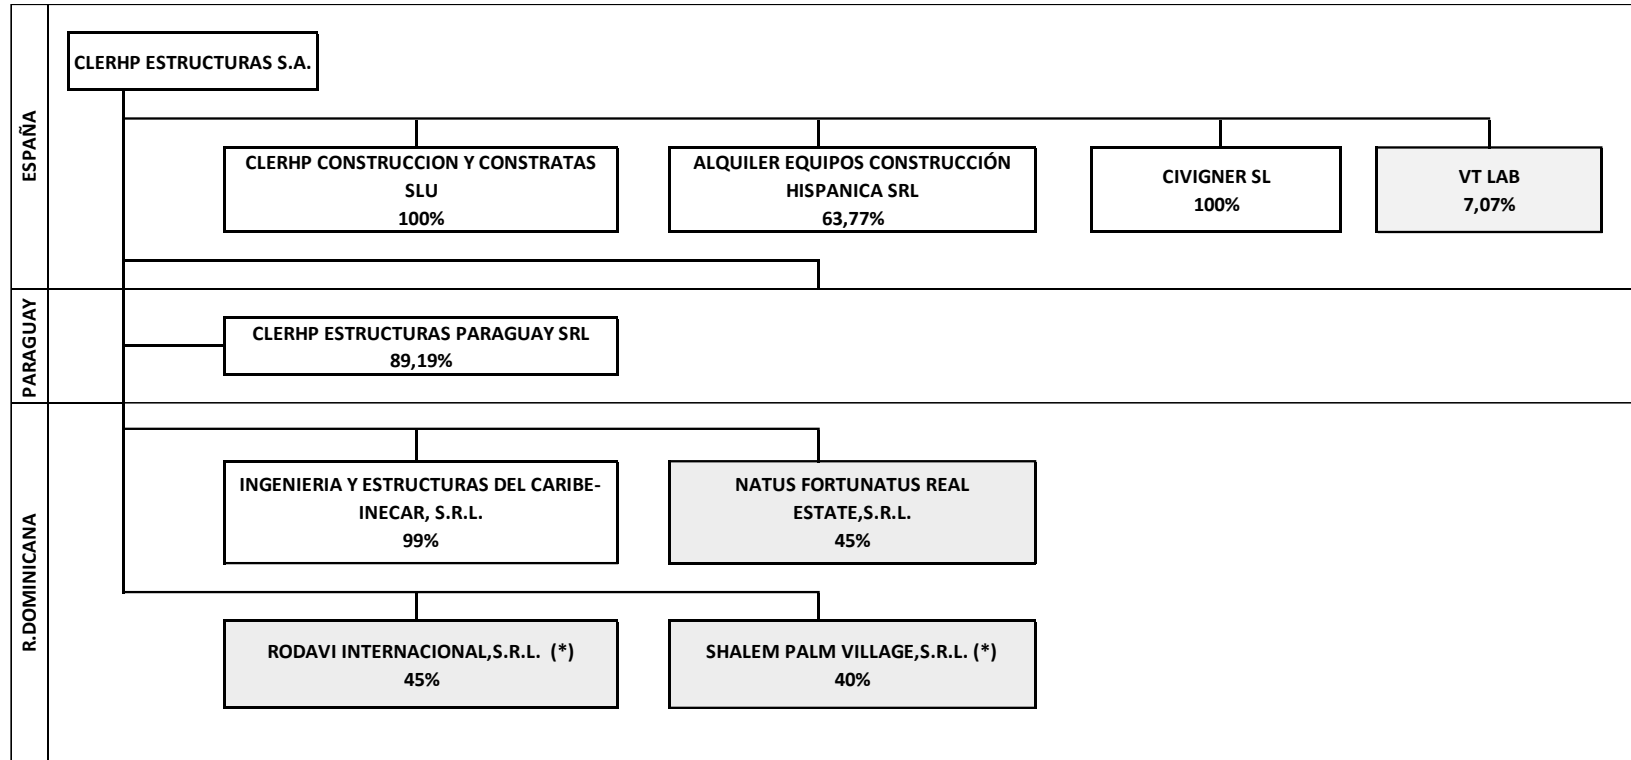 ESPAÑA
CLERHP ESTRUCTURAS S.A.
CLERHP CONSTRUCCION Y CONSTRATAS
SLU
100%
ALQUILER EQUIPOS CONSTRUCCIÓN
HISPANICA SRL
63,77%
CIVIGNER SL
100%
VT LAB
7,07%
PARAGUAY
CLERHP ESTRUCTURAS PARAGUAY SRL
89,19%
R.DOMINICANA
INGENIERIA Y ESTRUCTURAS DEL CARIBE-
INECAR, S.R.L.
99%
NATUS FORTUNATUS REAL
ESTATE,S.R.L.
45%
RODAVI INTERNACIONAL,S.R.L. (*)
45%
SHALEM PALM VILLAGE,S.R.L. (*)
40%